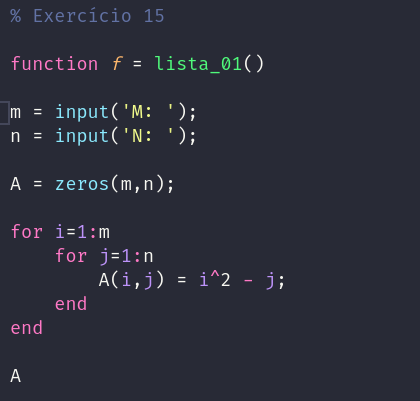 % Exercício 15
function f = lista_01()
m = input('M: ');
n = input('N: ');
A = zeros(m,n);
for i=1:m
    for j=1:n
        A(i,j) = i^2 - j;
    end
end
A